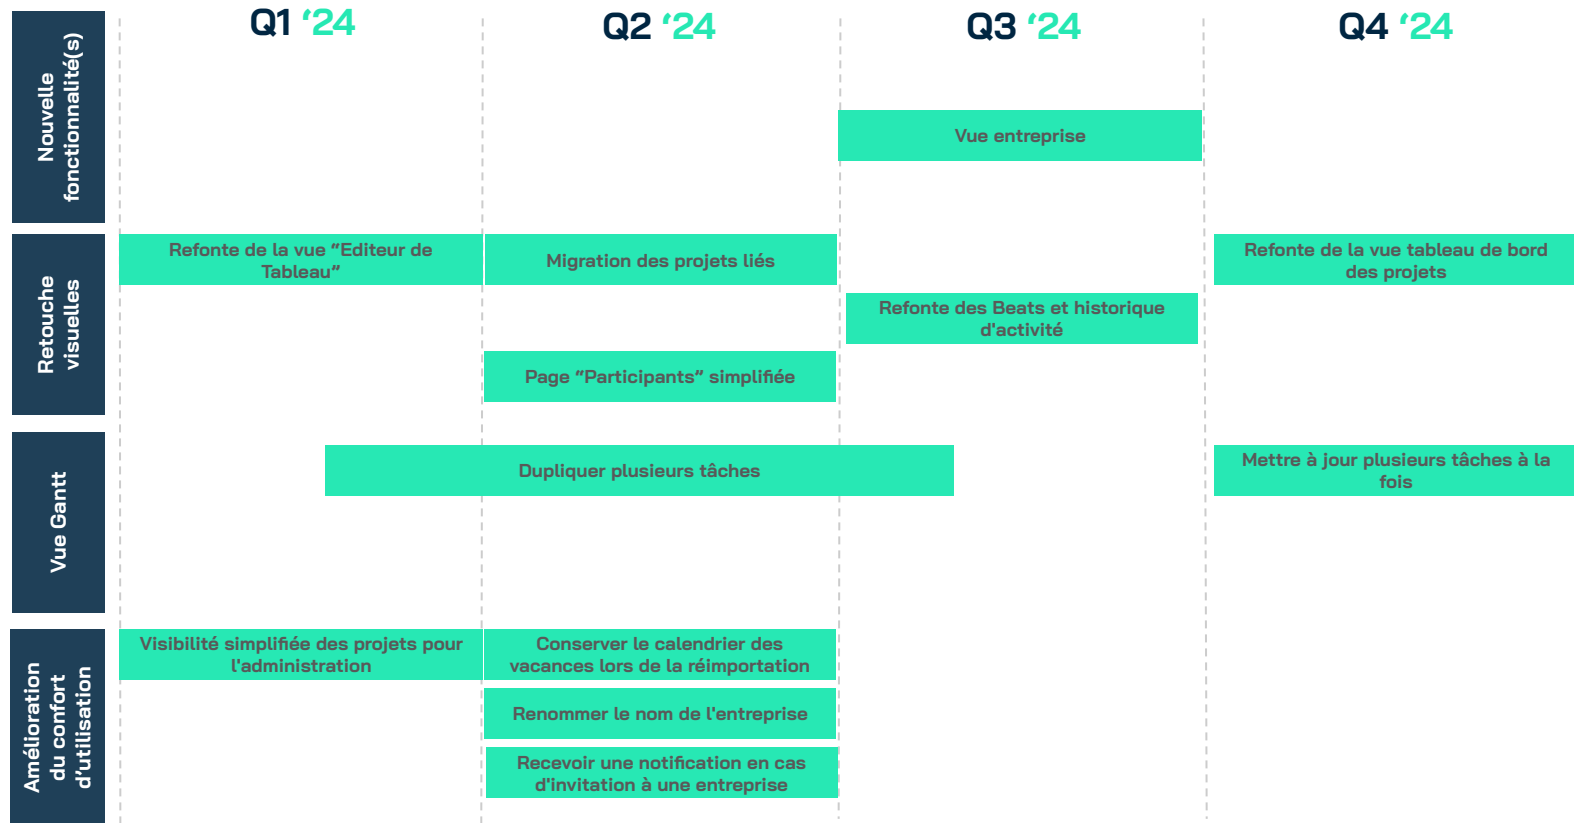 Q1 ‘24
Q2 ‘24
Q3 ‘24
Q4 ‘24
Nouvelle
fonctionnalité(s)
Vue entreprise
Retouche
visuelles
Refonte de la vue “Editeur de
Tableau”
Migration des projets liés
Refonte de la vue tableau de bord
des projets
Refonte des Beats et historique
d'activité
Page “Participants” simplifiée
Vue Gantt
Dupliquer plusieurs tâches
Mettre à jour plusieurs tâches à la
fois
Amélioration
du confort
d’utilisation
Visibilité simplifiée des projets pour
l'administration
Conserver le calendrier des
vacances lors de la réimportation
Renommer le nom de l'entreprise
Recevoir une notification en cas
d'invitation à une entreprise